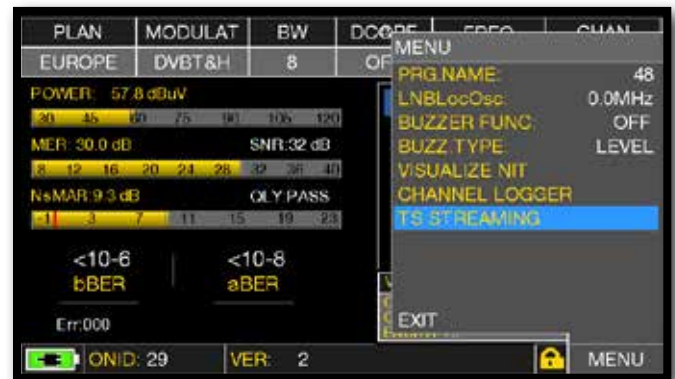 PLAN MODULAT BW
EUROPE DVBT&H 8
POWER: 57.8 dBuV
30 45 60 75 90 105 120
MER: 30.0 dB SNR:32 dB
8 12 16 20 24 28 32 36 40
NsMAR:9.3 dB QLY:PASS
-1 3 7 11 15 19 23
<10-6 <10-8
bBER aBER
Err:000
ONID: 29 VER: 2 MENU
MENU
PRG.NAME: 48
LNBLocOsc: 0.0MHz
BUZZER FUNC: OFF
BUZZ.TYPE: LEVEL
VISUALIZE NIT
CHANNEL LOGGER
TS STREAMING
EXIT